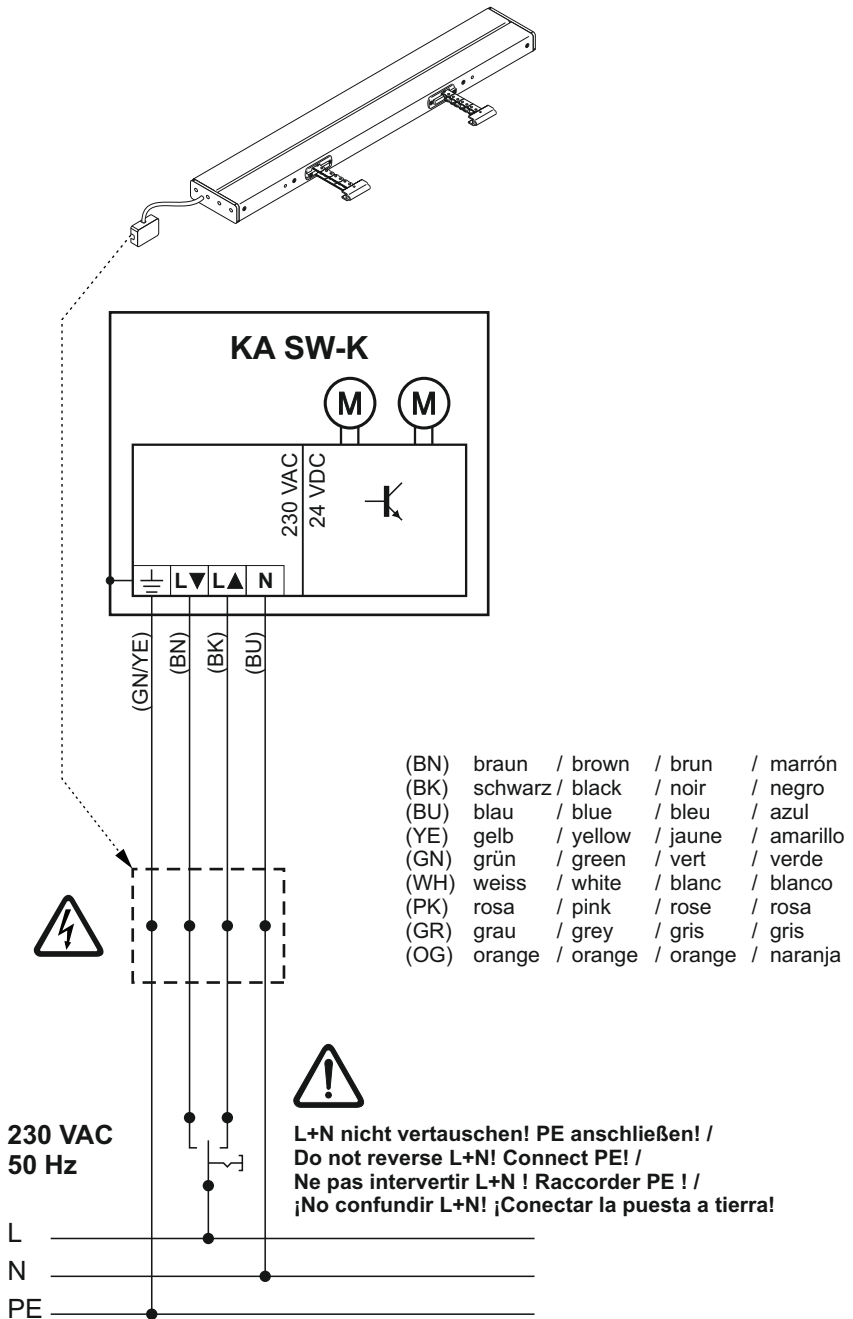 KA SW-K
M M
230 VAC
24 VDC
L▼ L▲ N
(GN/YE)
(BN)
(BK)
(BU)
(BN) braun / brown / brun / marrón
(BK) schwarz / black / noir / negro
(BU) blau / blue / bleu / azul
(YE) gelb / yellow / jaune / amarillo
(GN) grün / green / vert / verde
(WH) weiss / white / blanc / blanco
(PK) rosa / pink / rose / rosa
(GR) grau / grey / gris / gris
(OG) orange / orange / orange / naranja
230 VAC
50 Hz
L+N nicht vertauschen! PE anschließen! /
Do not reverse L+N! Connect PE! /
Ne pas intervertir L+N ! Raccorder PE ! /
¡No confundir L+N! ¡Conectar la puesta a tierra!
L
N
PE